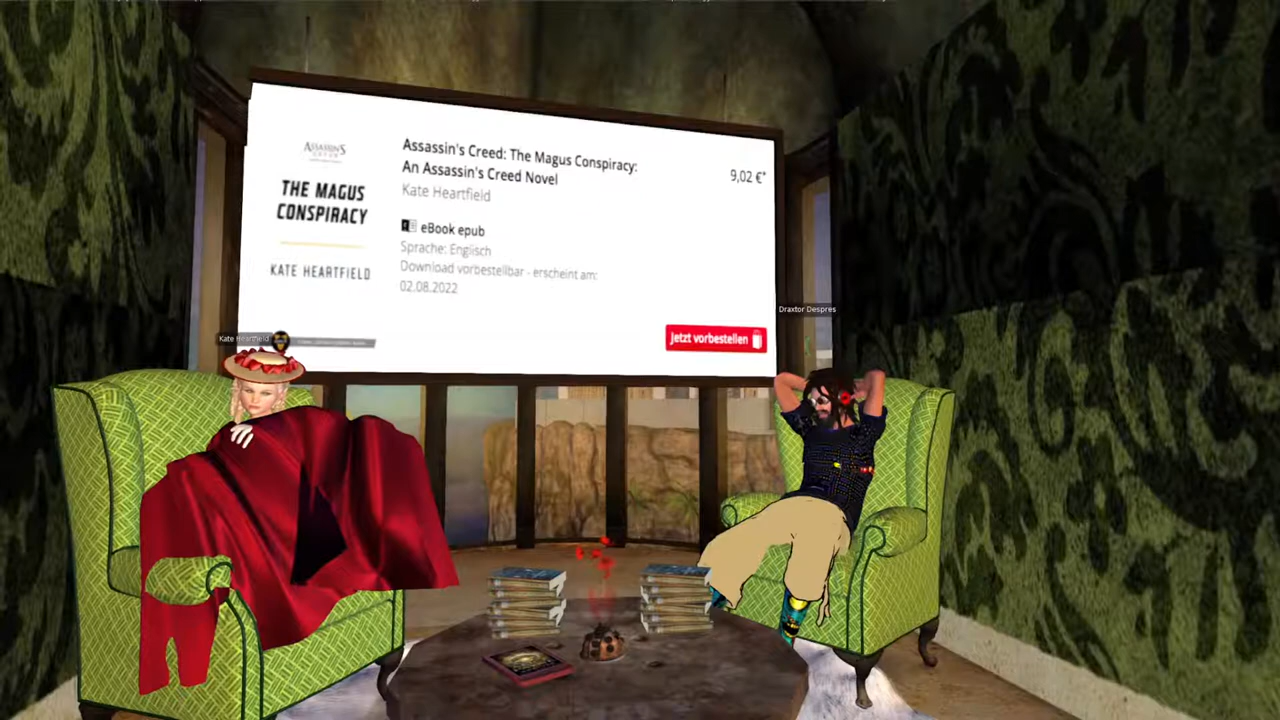 ASSASSIN'S
CREED
THE MAGUS
CONSPIRACY
KATE HEARTFIELD
Assassin's Creed: The Magus Conspiracy:
An Assassin's Creed Novel
Kate Heartfield
9,02 €*
eBook epub
Sprache: Englisch
Download vorbestellbar - erscheint am:
02.08.2022
Jetzt vorbestellen
Draxtor Despres
Kate Heartfield